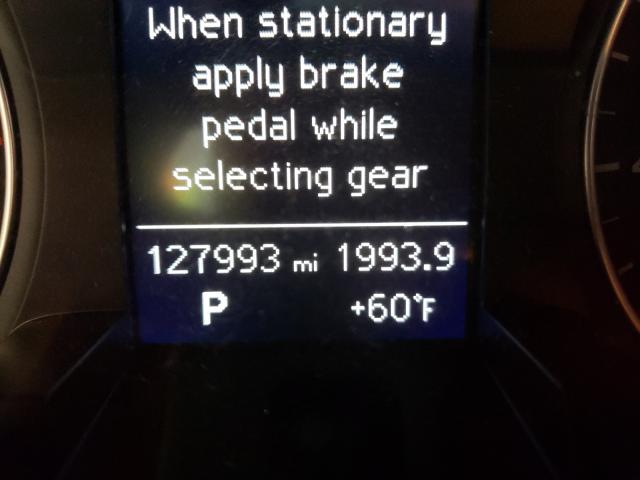 When stationary
apply brake
pedal while
selecting gear
127993 mi 1993.9
P +60°F